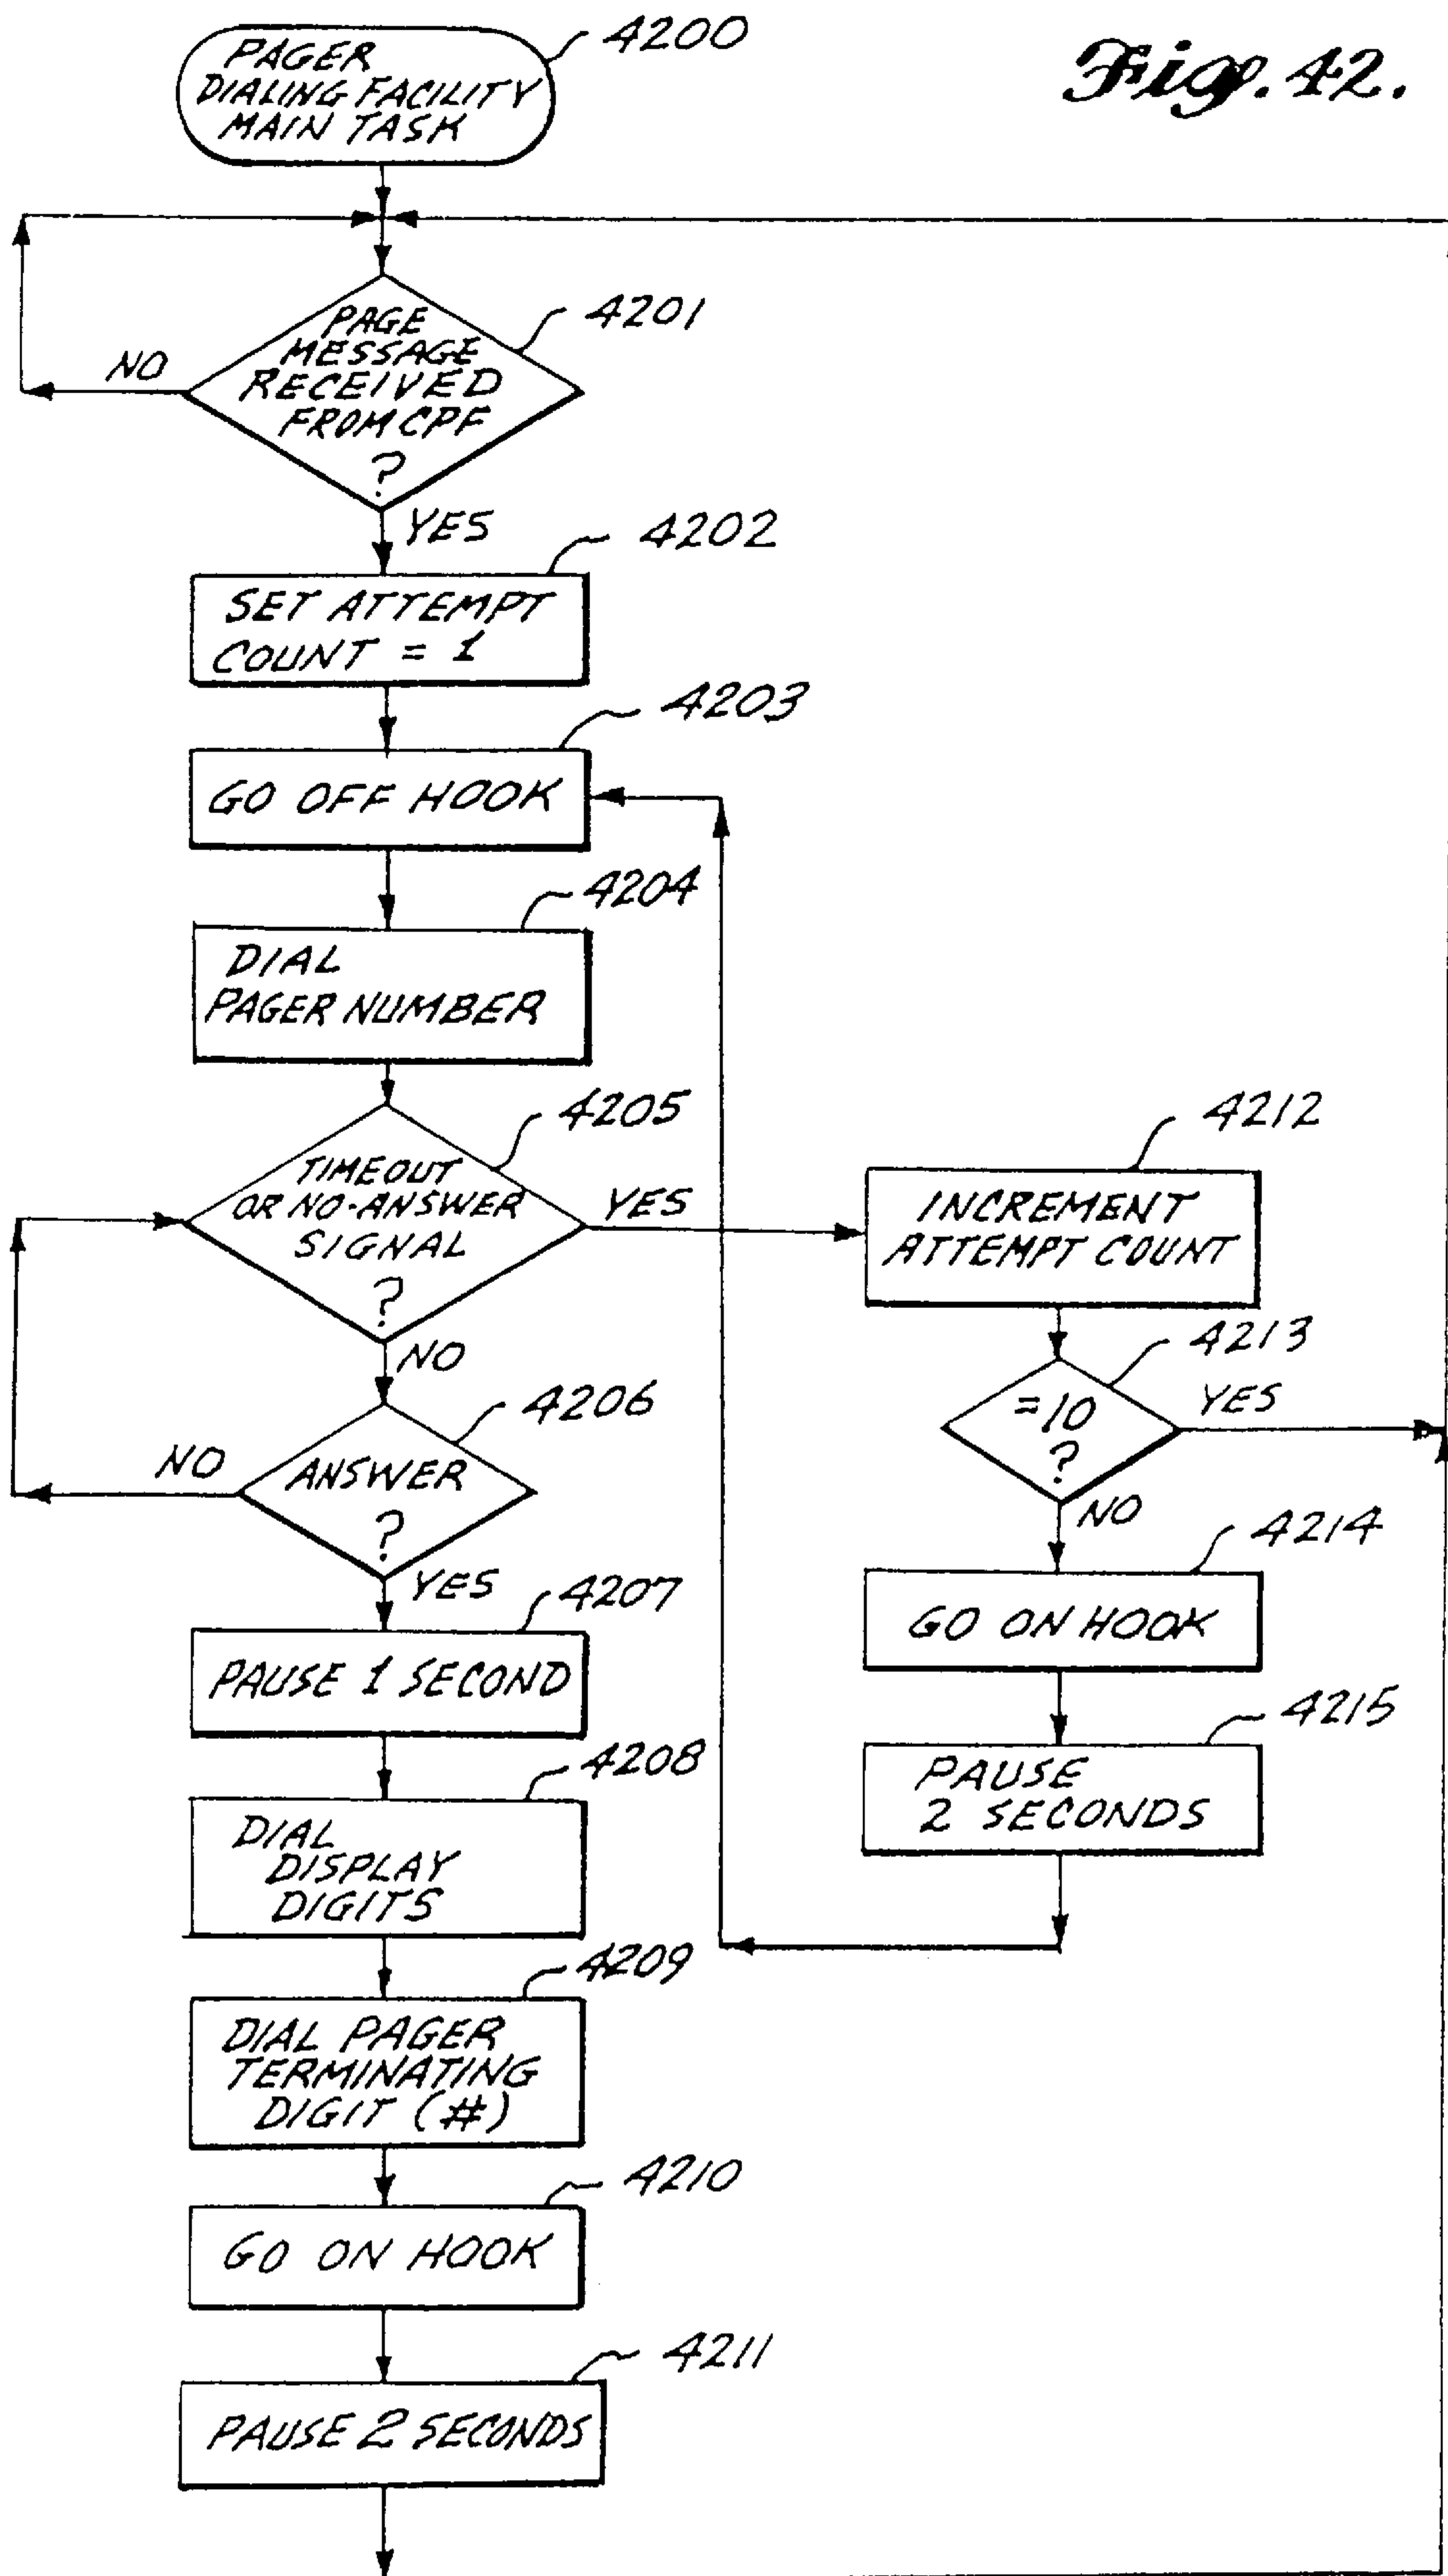 Fig. 42.
4200
PAGER
DIALING FACILITY
MAIN TASK
4201
PAGE
MESSAGE
RECEIVED
FROM CPF
?
NO
YES
4202
SET ATTEMPT
COUNT = 1
4203
GO OFF HOOK
4204
DIAL
PAGER NUMBER
4205
TIMEOUT
OR NO-ANSWER
SIGNAL
?
YES
NO
4206
ANSWER
?
NO
YES
4207
PAUSE 1 SECOND
4208
DIAL
DISPLAY
DIGITS
4209
DIAL PAGER
TERMINATING
DIGIT (#)
4210
GO ON HOOK
4211
PAUSE 2 SECONDS
4212
INCREMENT
ATTEMPT COUNT
4213
=10
?
YES
NO
4214
GO ON HOOK
4215
PAUSE
2 SECONDS